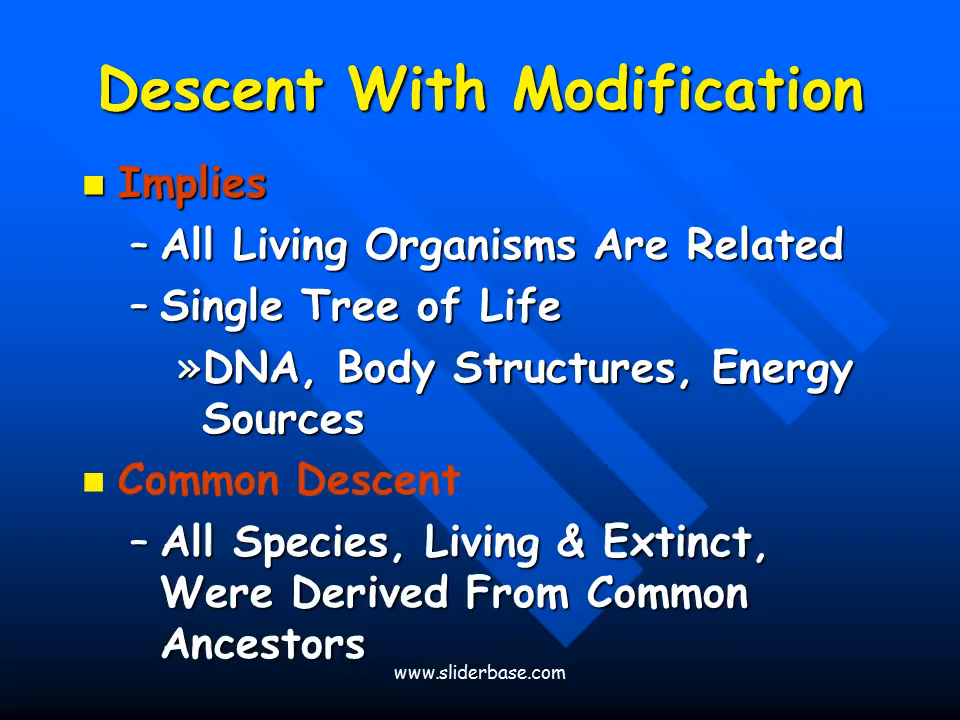 Descent With Modification
Implies
–All Living Organisms Are Related
–Single Tree of Life
»DNA, Body Structures, Energy
Sources
Common Descent
–All Species, Living & Extinct,
Were Derived From Common
Ancestors
www.sliderbase.com